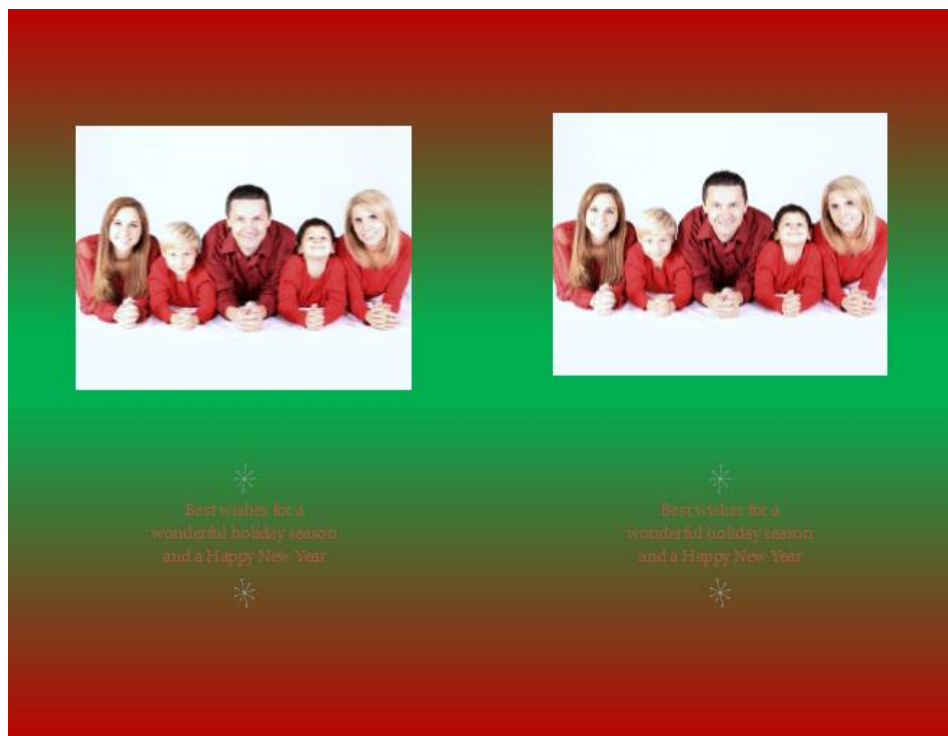 Best wishes for a
wonderful holiday season
and a Happy New Year
Best wishes for a
wonderful holiday season
and a Happy New Year